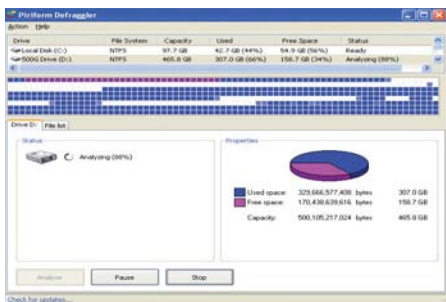 Piriform Defraggler
Action Help
Drive File System Capacity Used Free Space Status
Local Disk (C:) NTFS 97.7 GB 42.7 GB (44%) 54.9 GB (56%) Ready
500G Drive (D:) NTFS 465.8 GB 307.0 GB (66%) 158.7 GB (34%) Analyzing (88%)
Drive D: File list
Status
Properties
Analyzing (88%)
Used space: 329,666,577,408 bytes 307.0 GB
Free space: 170,438,639,616 bytes 158.7 GB
Capacity: 500,105,217,024 bytes 465.8 GB
Analyze Pause Stop
Check for updates...